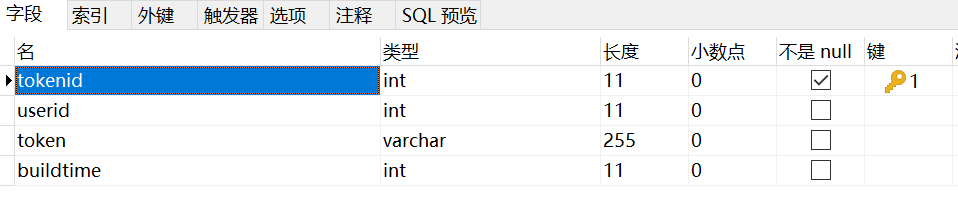 字段 索引 外键 触发器 选项 注释 SQL 预览
名 类型 长度 小数点 不是 null 键
tokenid int 11 0 1
userid int 11 0
token varchar 255 0
buildtime int 11 0